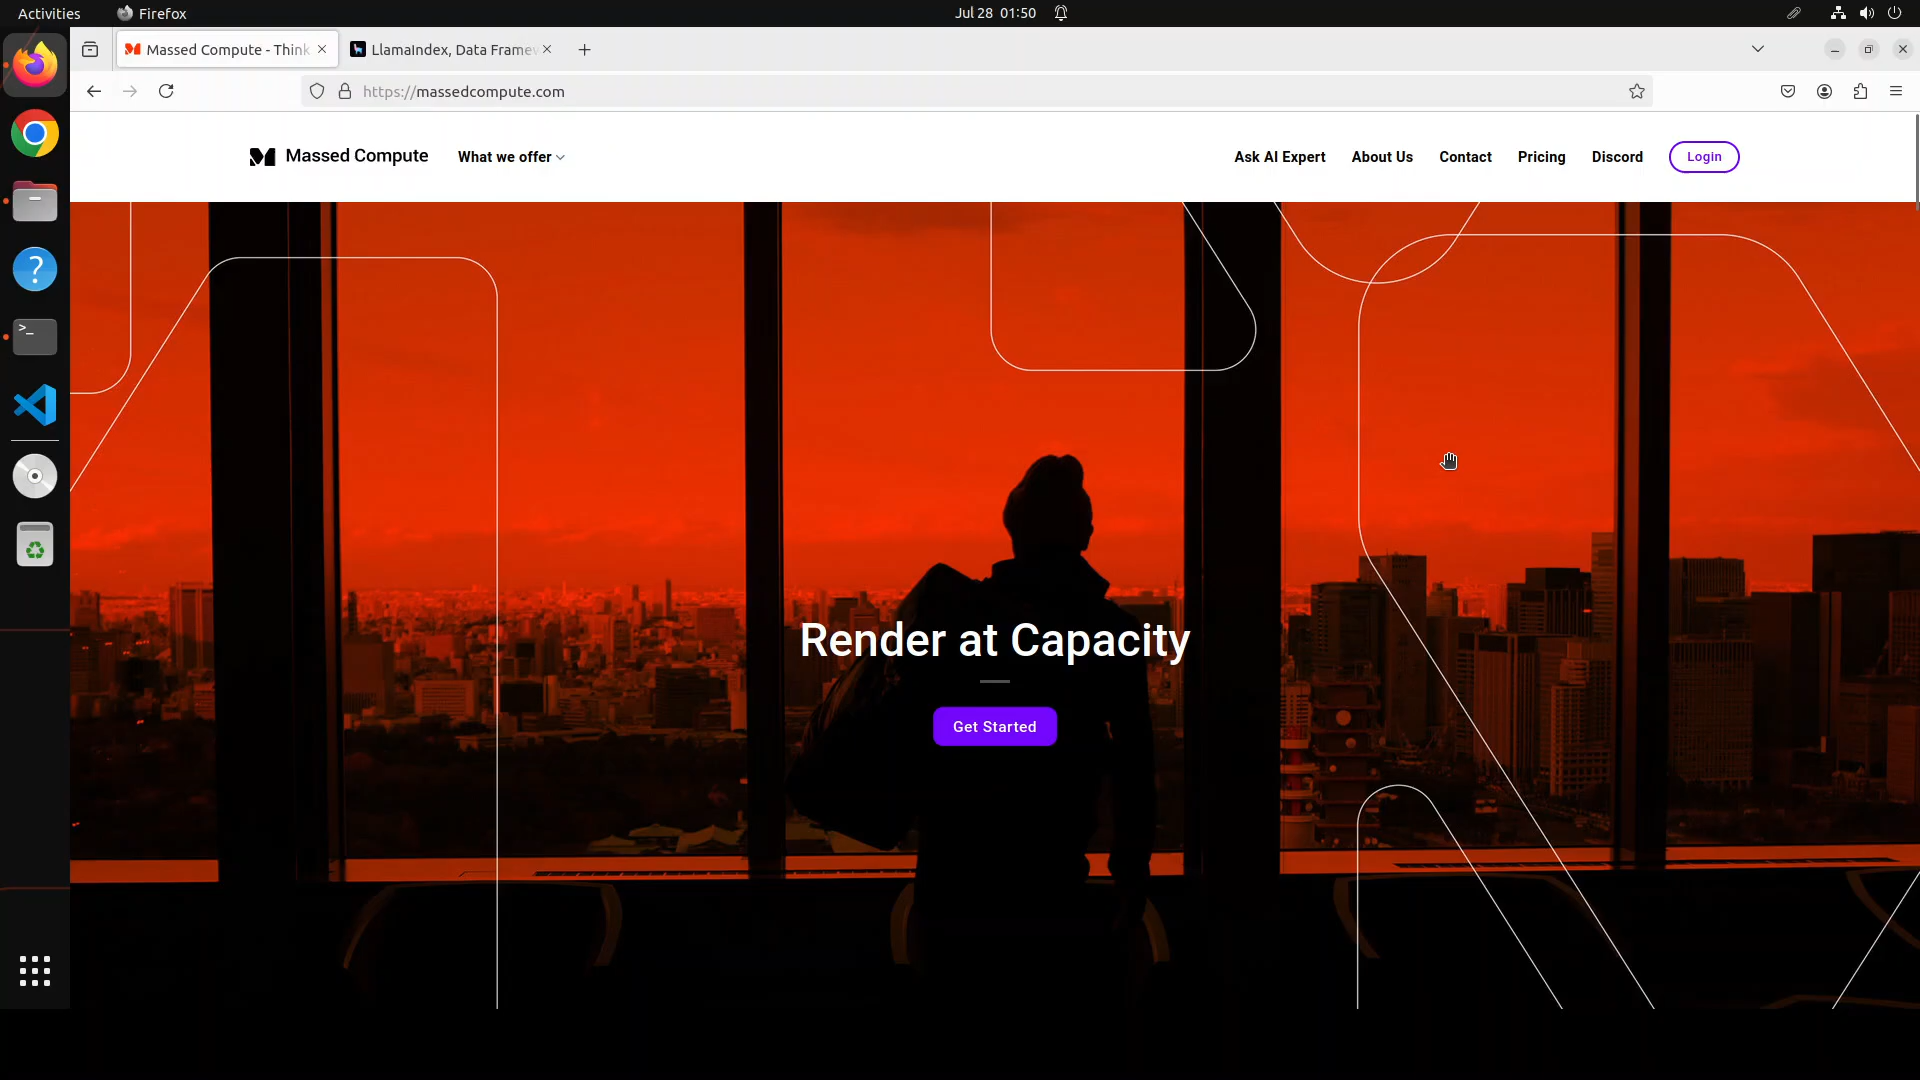 Activities
Firefox
Jul 28 01:50
Massed Compute - Think
LlamaIndex, Data Framew
https://massedcompute.com
Massed Compute
What we offer
Ask AI Expert
About Us
Contact
Pricing
Discord
Login
Render at Capacity
Get Started